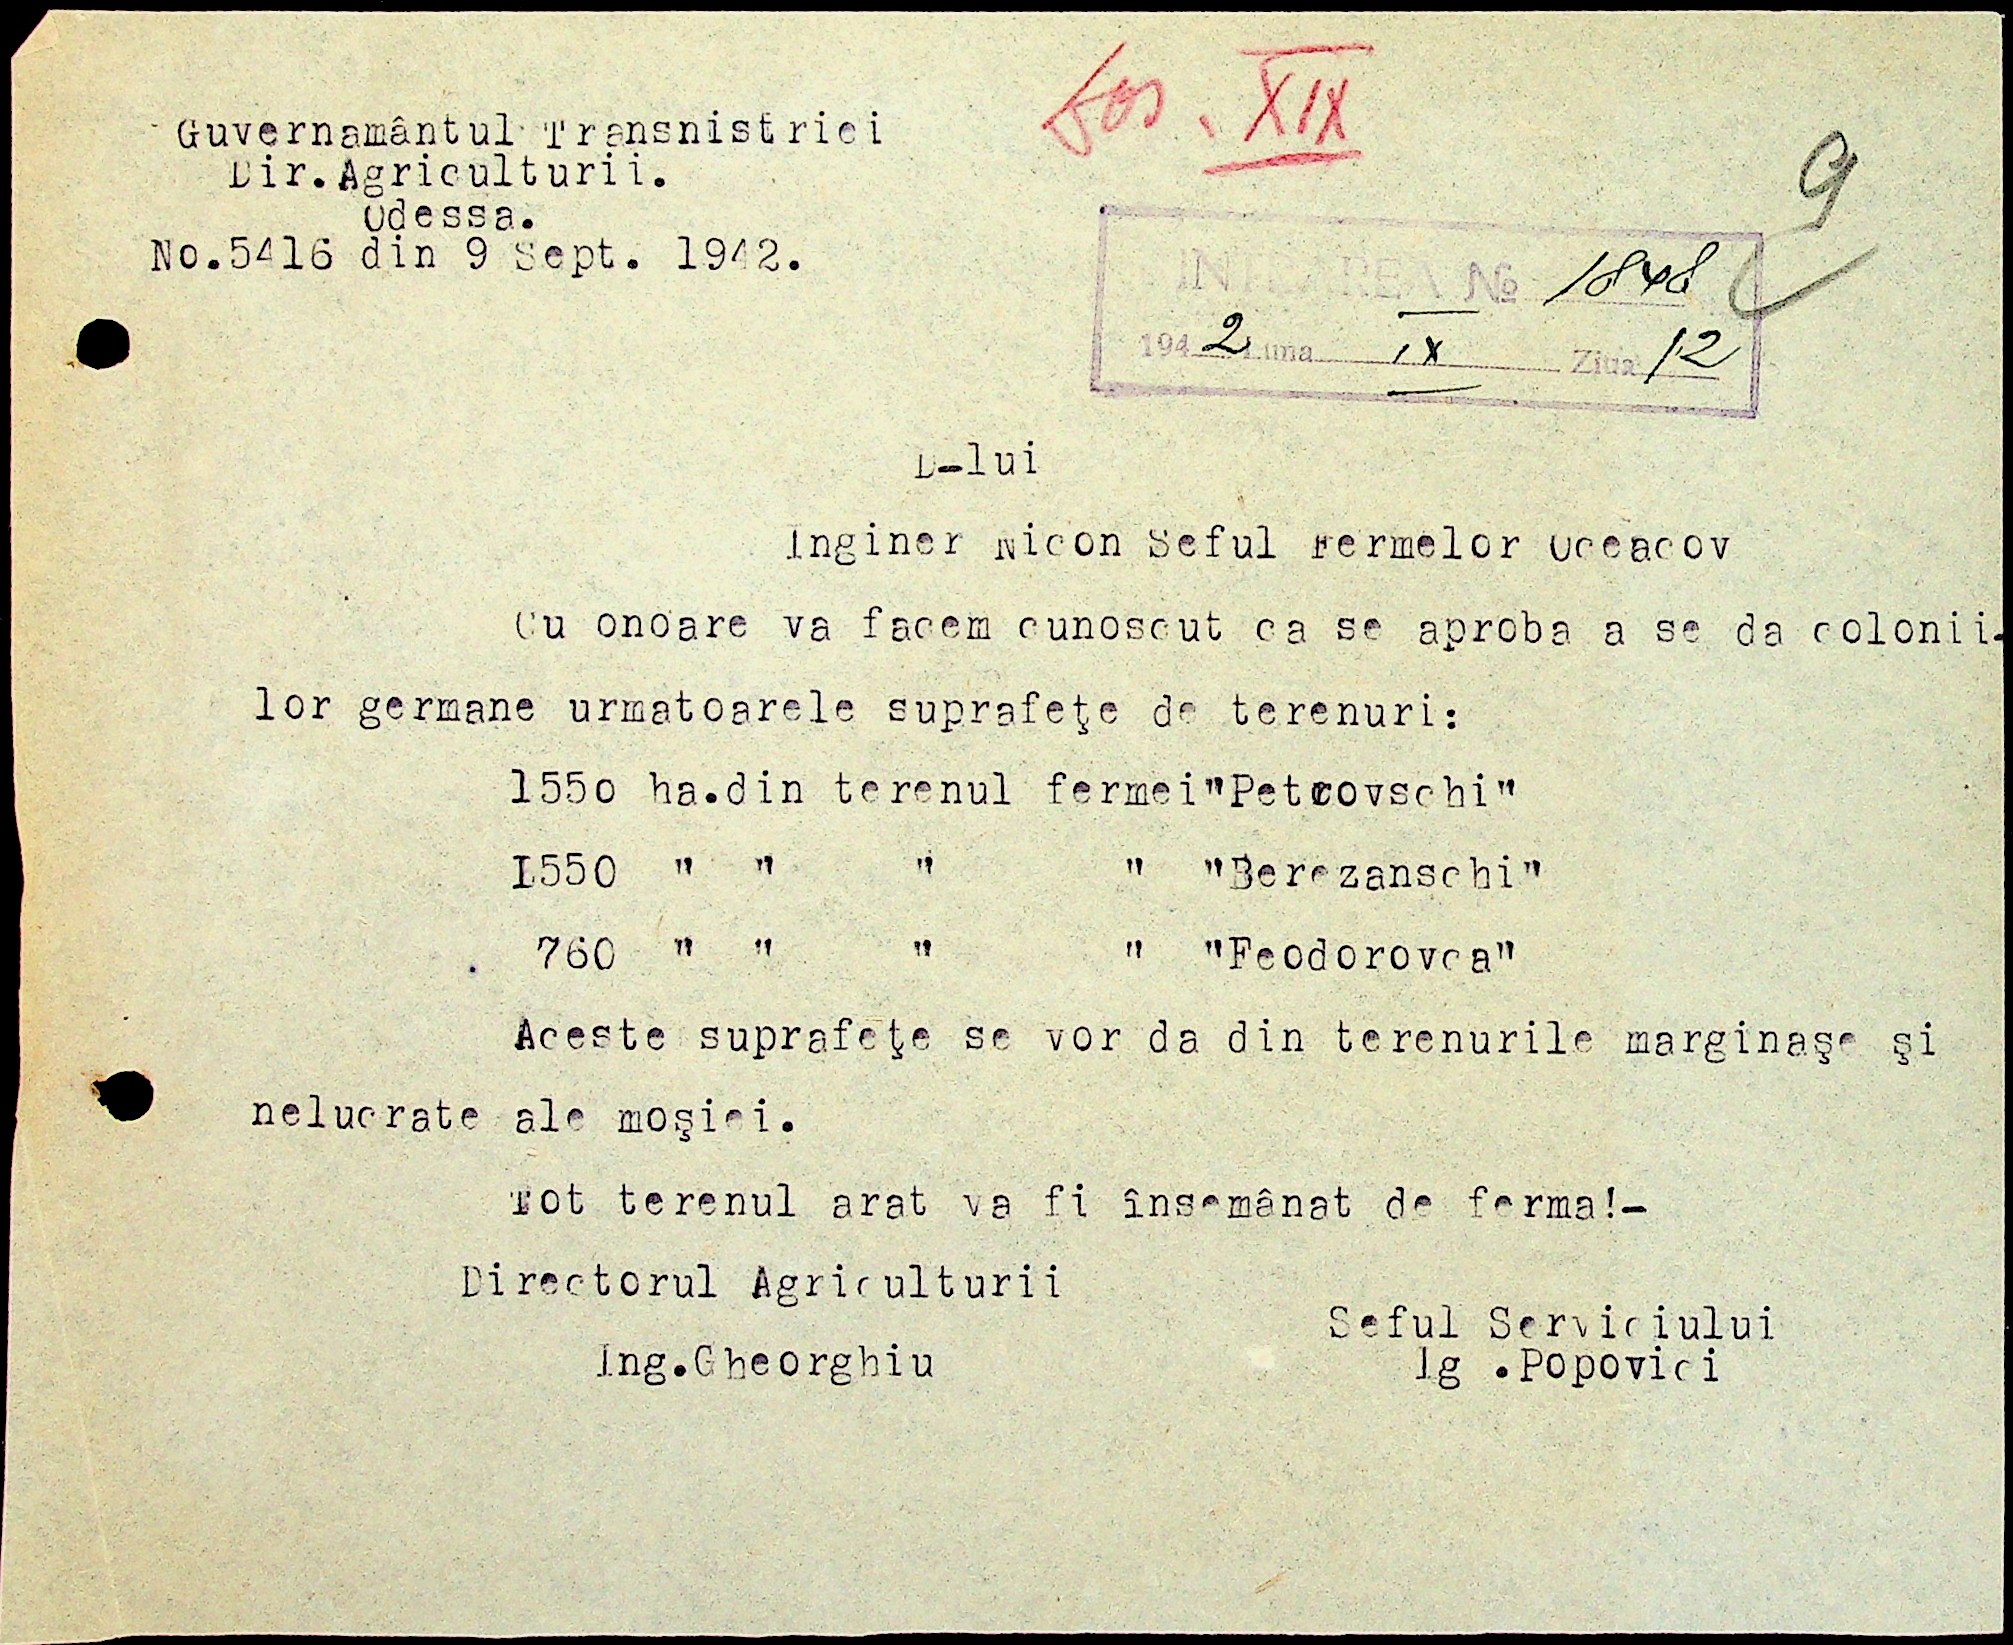 Dos. XIX
Guvernamântul Transnistriei
Dir.Agriculturii.
Odessa.
No.5416 din 9 Sept. 1942.
9
INTRAREA No 1848
1942 Luna IX Ziua 12
D-lui
Inginer Nicon Seful Fermelor Oceacov
Cu onoare va facem cunoscut ca se aproba a se da colonii-
lor germane urmatoarele suprafeţe de terenuri:
1550 ha.din terenul fermei"Petrovschi"
1550 " " " " "Berezanschi"
760 " " " " "Feodorovca"
Aceste suprafeţe se vor da din terenurile marginaşe şi
nelucrate ale moşiei.
Tot terenul arat va fi însemânat de ferma!-
Directorul Agriculturii
Ing.Gheorghiu
Seful Serviciului
Ig .Popovici